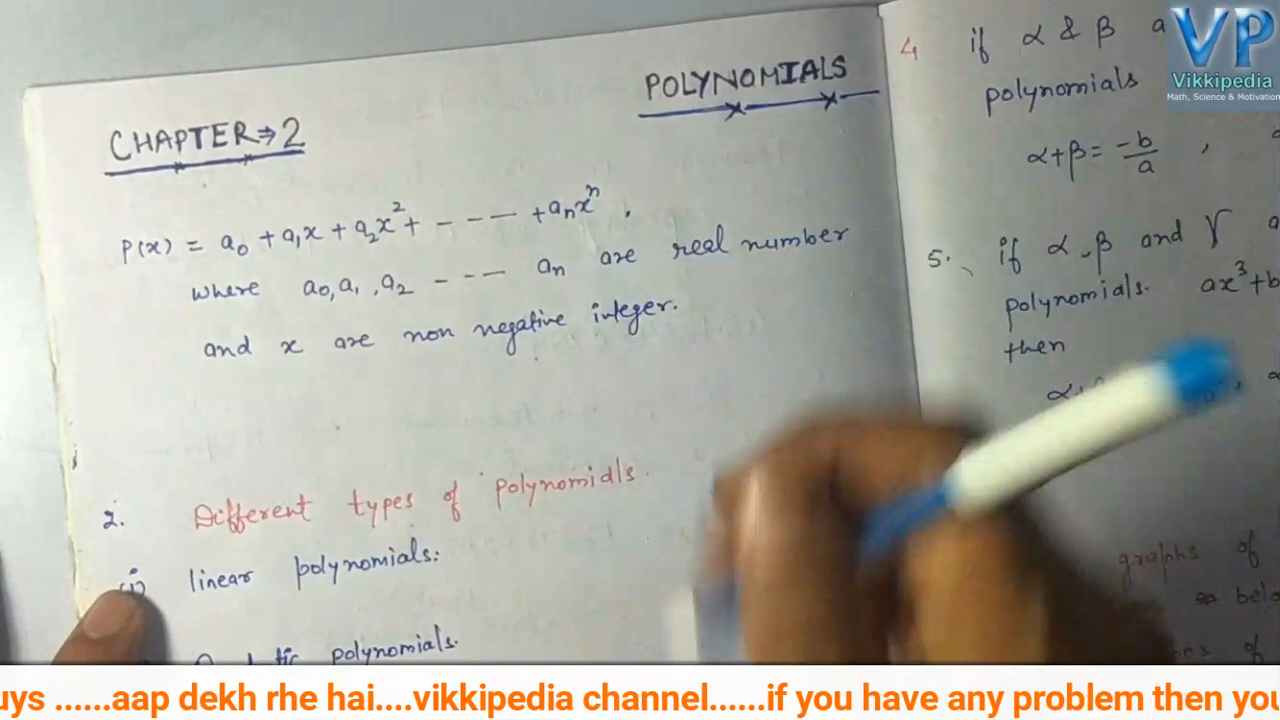 CHAPTER⇒2
POLYNOMIALS
P(x) = a₀ + a₁x + a₂x² + - - - — + aₙxⁿ .
where a₀, a₁ , a₂ - - - — aₙ are real number
and x are non negative integer.
2. Different types of polynomials.
(i) linear polynomials:
polynomials.
4 if α & β a
polynomials
α+β = -b/a ,
5. if α , β and γ a
polynomials. ax³+b
then
graphs of
belo
of
VP
Vikkipedia
Math, Science & Motivation
uys ......aap dekh rhe hai....vikkipedia channel......if you have any problem then you